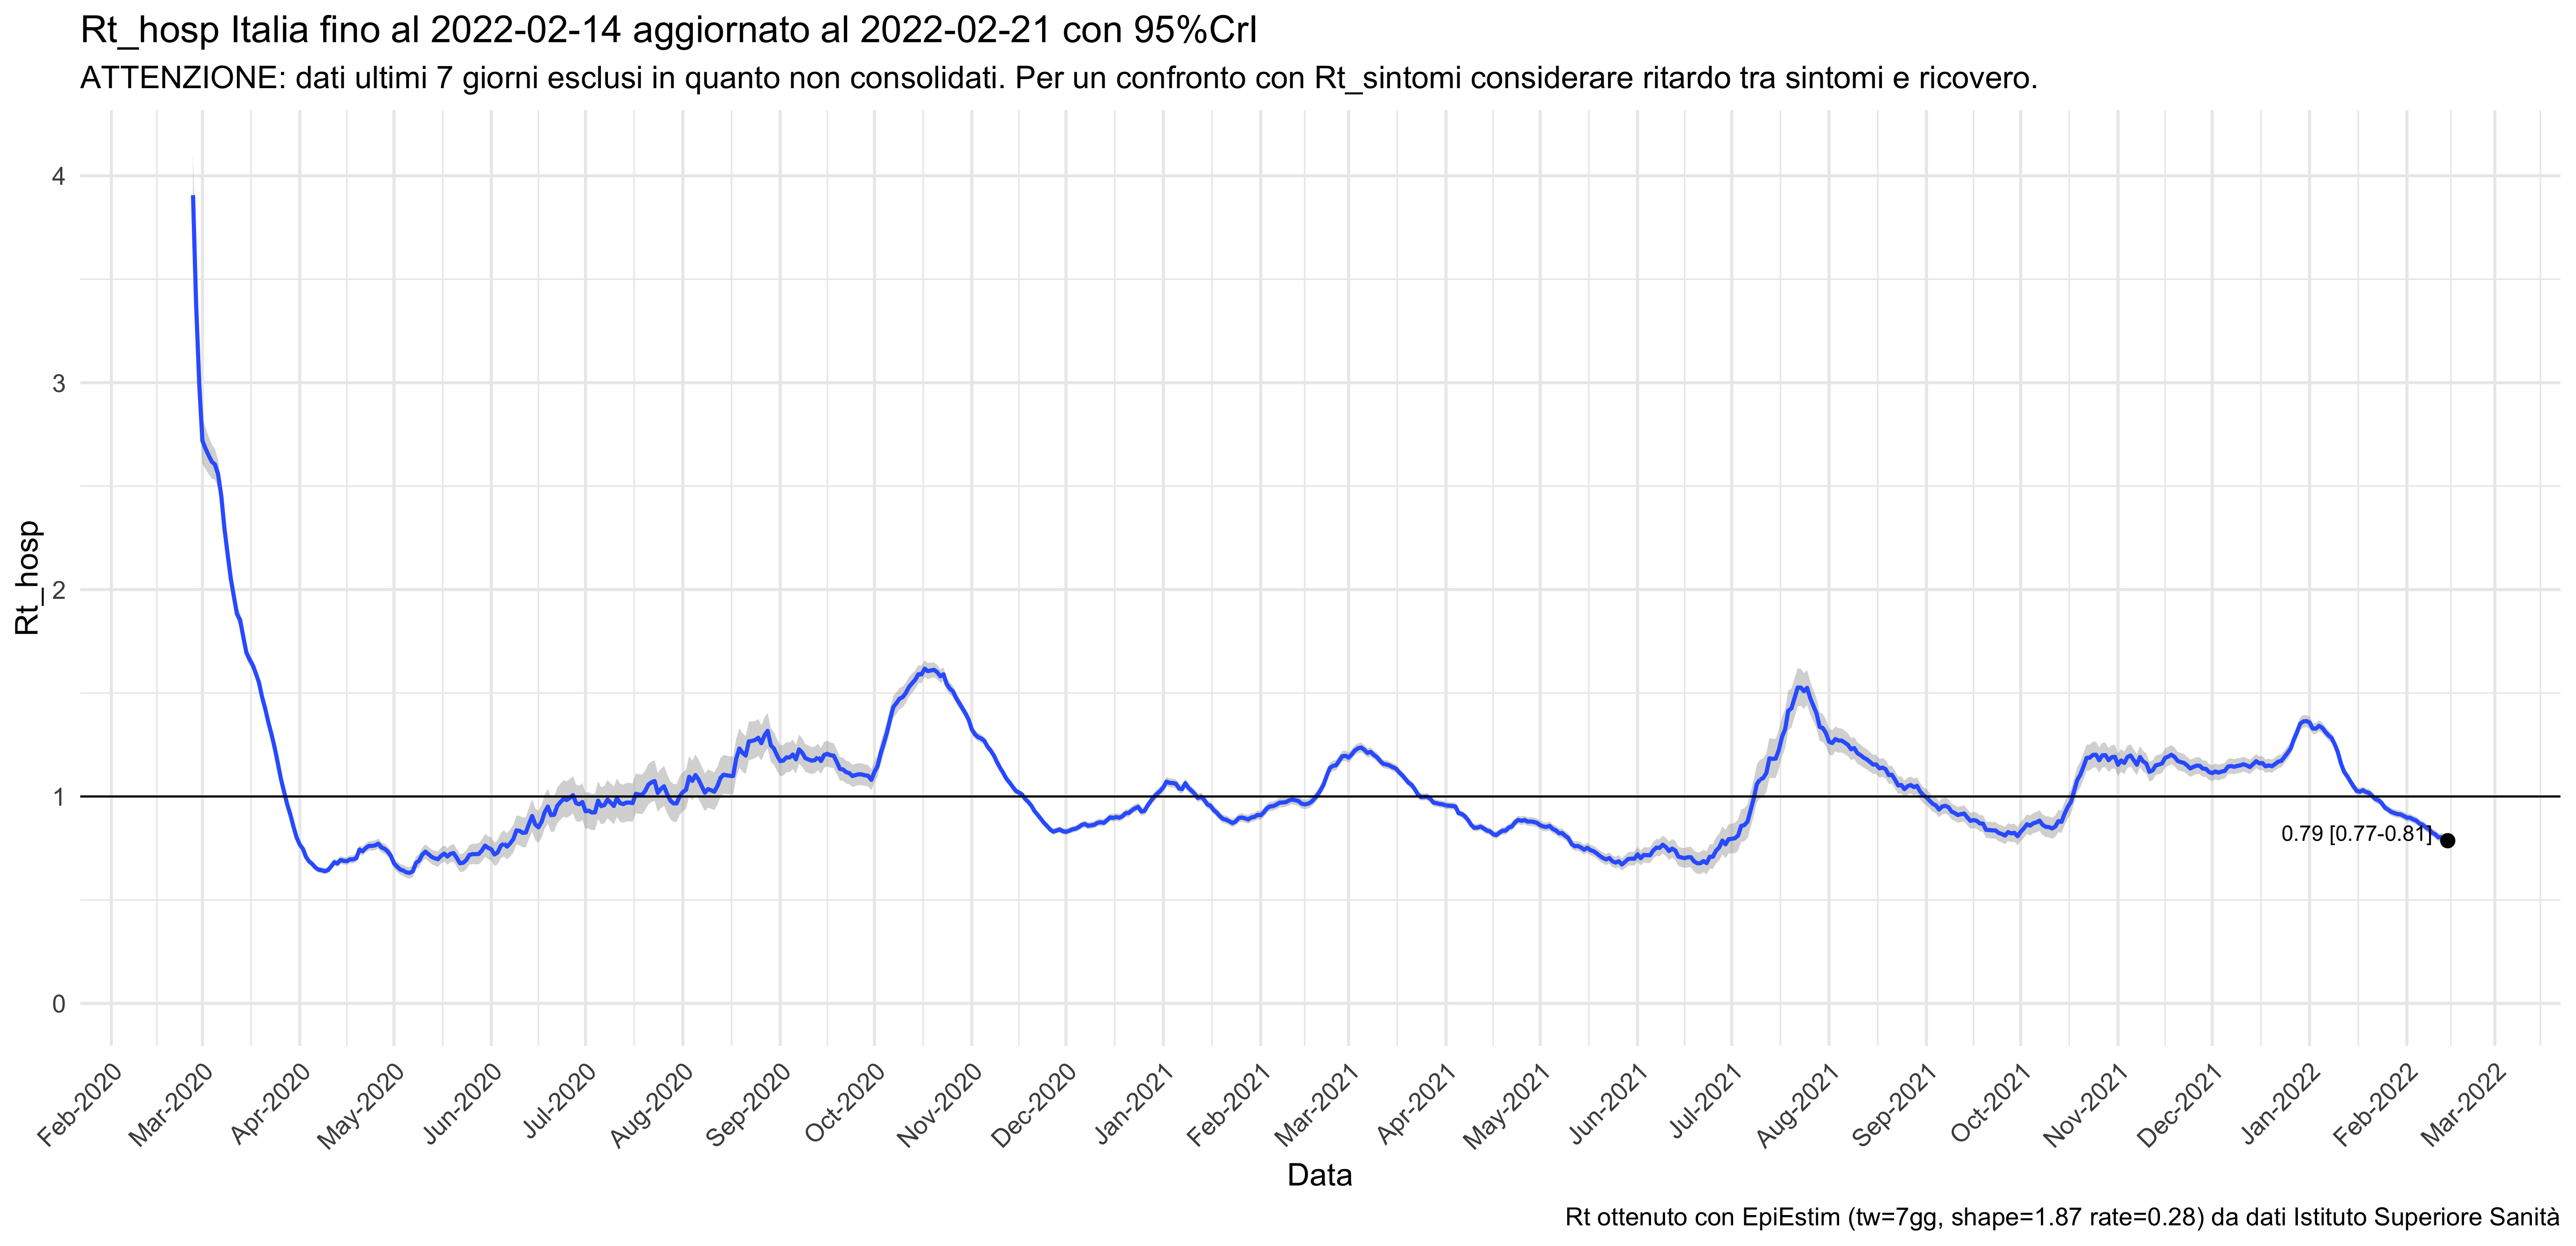 Rt_hosp Italia fino al 2022-02-14 aggiornato al 2022-02-21 con 95%CrI
ATTENZIONE: dati ultimi 7 giorni esclusi in quanto non consolidati. Per un confronto con Rt_sintomi considerare ritardo tra sintomi e ricovero.
Rt_hosp
4
3
2
1
0
0.79 [0.77-0.81]
Feb-2020
Mar-2020
Apr-2020
May-2020
Jun-2020
Jul-2020
Aug-2020
Sep-2020
Oct-2020
Nov-2020
Dec-2020
Jan-2021
Feb-2021
Mar-2021
Apr-2021
May-2021
Jun-2021
Jul-2021
Aug-2021
Sep-2021
Oct-2021
Nov-2021
Dec-2021
Jan-2022
Feb-2022
Mar-2022
Data
Rt ottenuto con EpiEstim (tw=7gg, shape=1.87 rate=0.28) da dati Istituto Superiore Sanità